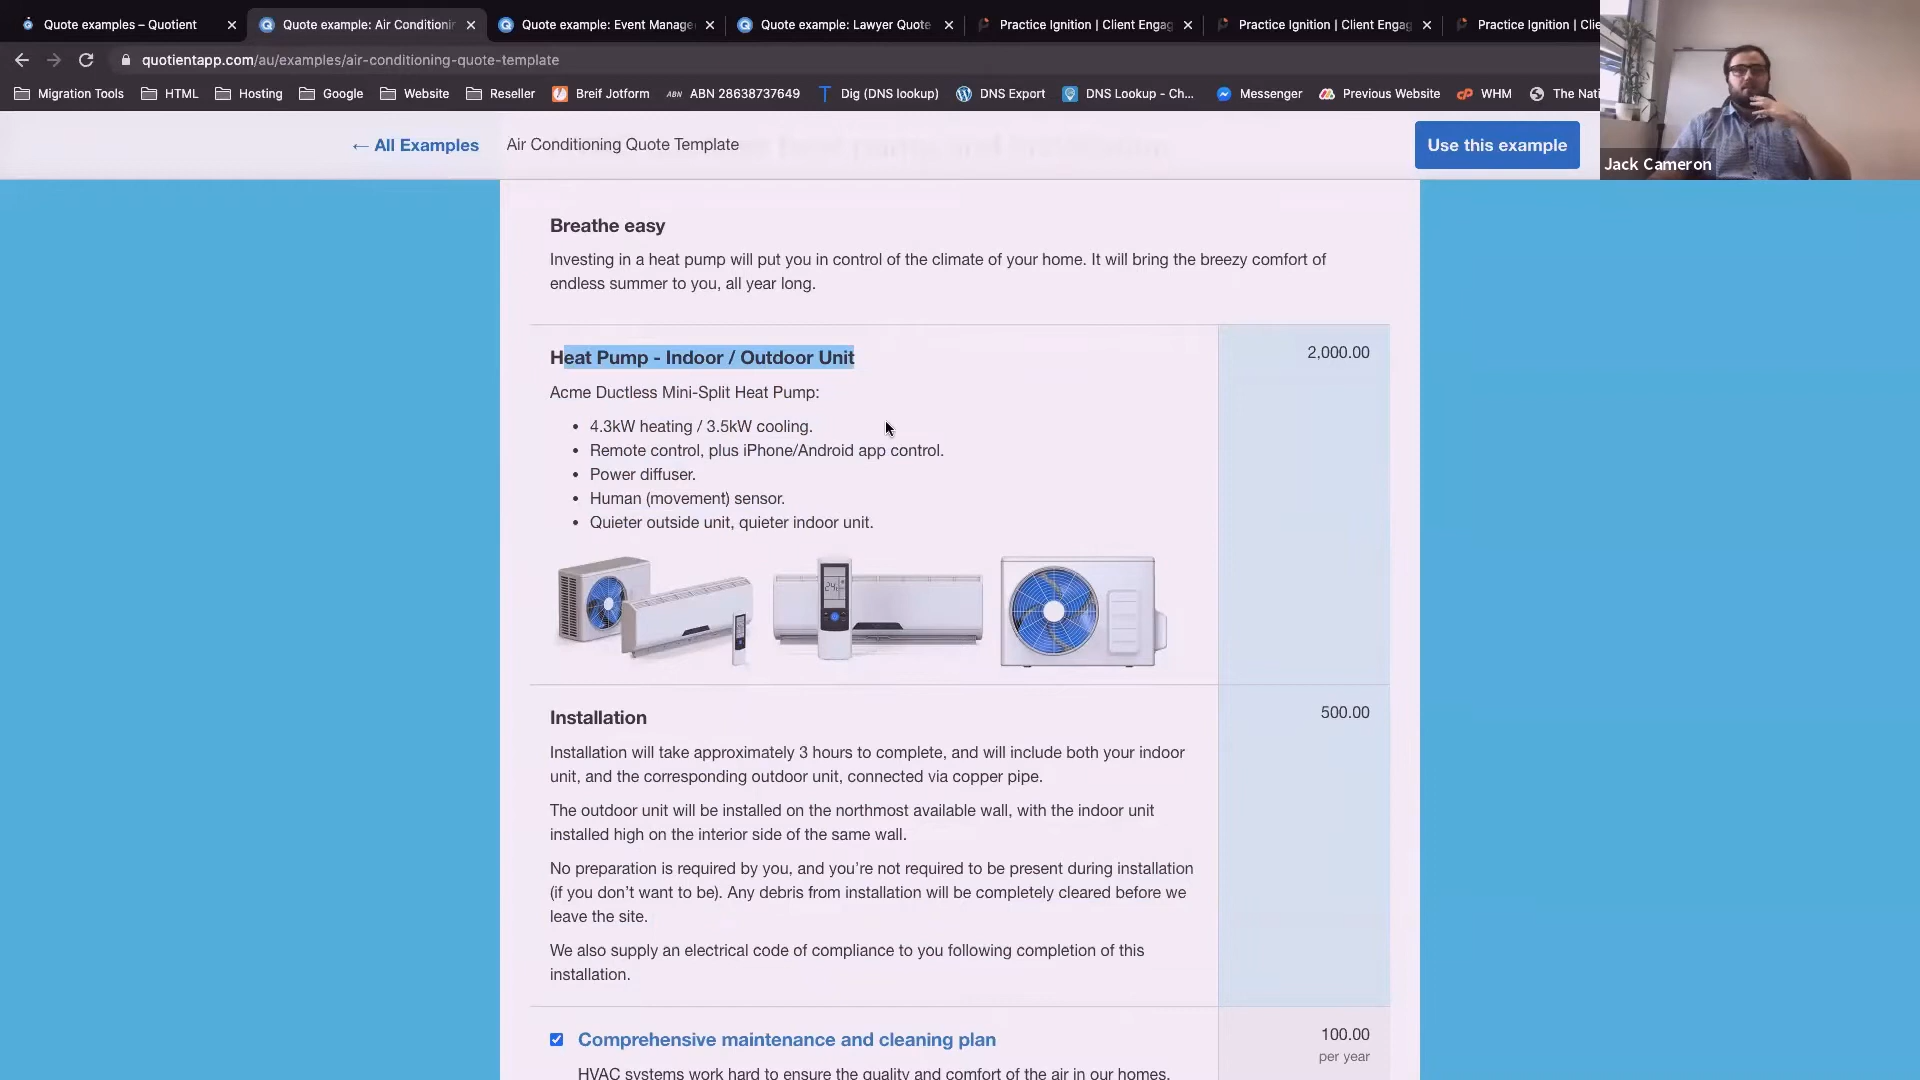 Quote examples – Quotient
Quote example: Air Conditionin
Quote example: Event Manage
Quote example: Lawyer Quote
Practice Ignition | Client Engag
Practice Ignition | Client Engag
Practice Ignition | Clie
quotientapp.com/au/examples/air-conditioning-quote-template
Migration Tools
HTML
Hosting
Google
Website
Reseller
Breif Jotform
ABN ABN 28638737649
Dig (DNS lookup)
DNS Export
DNS Lookup - Ch...
Messenger
Previous Website
WHM
The Nati
← All Examples
Air Conditioning Quote Template
Use this example
Jack Cameron
Breathe easy
Investing in a heat pump will put you in control of the climate of your home. It will bring the breezy comfort of
endless summer to you, all year long.
Heat Pump - Indoor / Outdoor Unit
2,000.00
Acme Ductless Mini-Split Heat Pump:
• 4.3kW heating / 3.5kW cooling.
• Remote control, plus iPhone/Android app control.
• Power diffuser.
• Human (movement) sensor.
• Quieter outside unit, quieter indoor unit.
Installation
500.00
Installation will take approximately 3 hours to complete, and will include both your indoor
unit, and the corresponding outdoor unit, connected via copper pipe.
The outdoor unit will be installed on the northmost available wall, with the indoor unit
installed high on the interior side of the same wall.
No preparation is required by you, and you’re not required to be present during installation
(if you don’t want to be). Any debris from installation will be completely cleared before we
leave the site.
We also supply an electrical code of compliance to you following completion of this
installation.
Comprehensive maintenance and cleaning plan
100.00
per year
HVAC systems work hard to ensure the quality and comfort of the air in our homes.